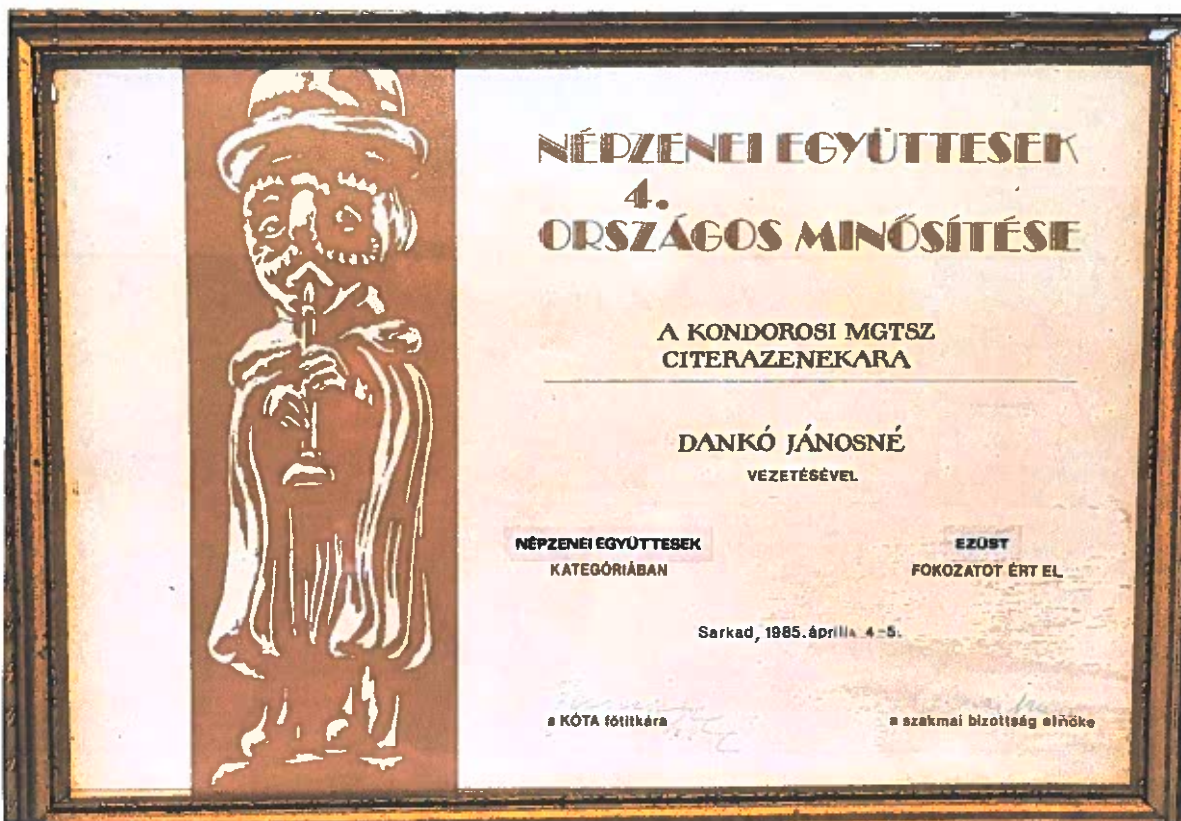 NÉPZENEI EGYÜTTESEK
4.
ORSZÁGOS MINŐSÍTÉSE
A KONDOROSI MGTSZ
CITERAZENEKARA
DANKÓ JÁNOSNÉ
VEZETÉSÉVEL
NÉPZENEI EGYÜTTESEK
KATEGÓRIÁBAN
EZÜST
FOKOZATOT ÉRT EL
Sarkad, 1985. április 4-5.
a KÓTA főtitkára
a szakmai bizottság elnöke